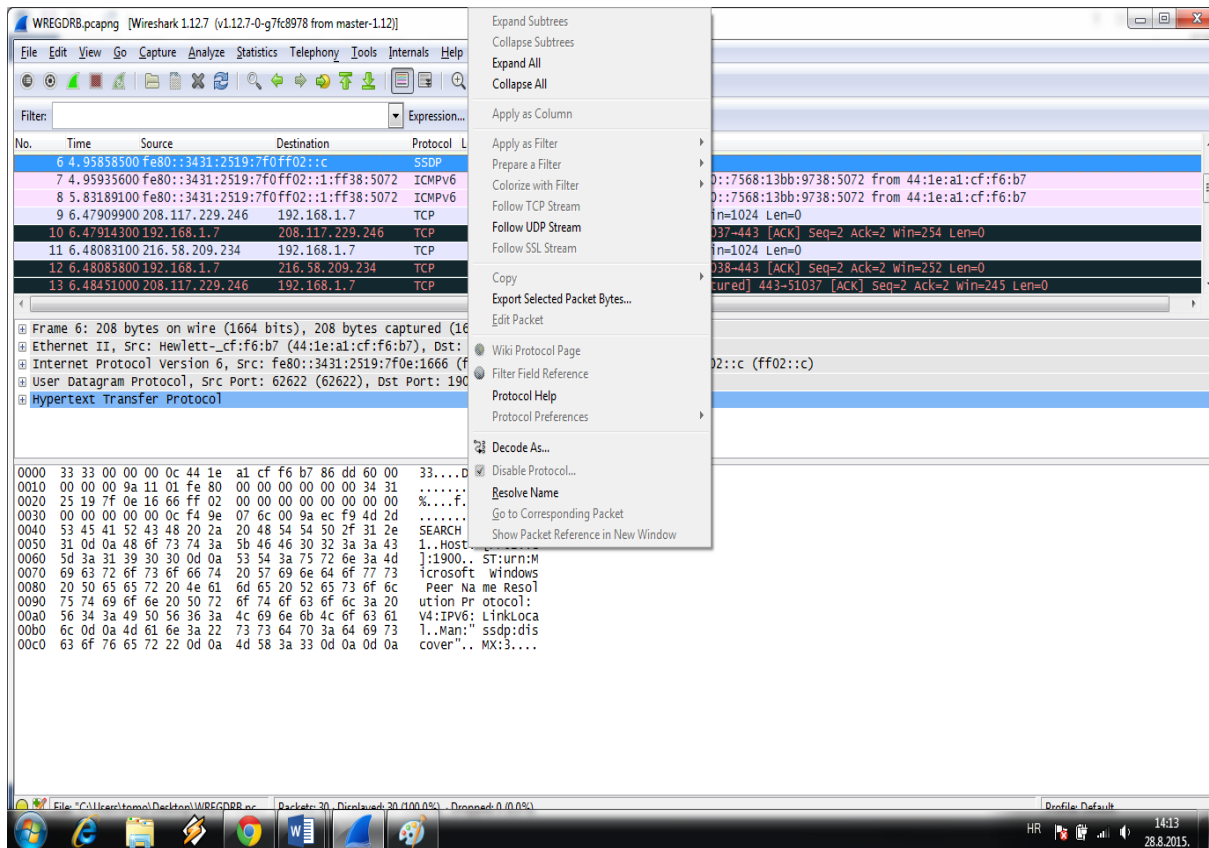 WREGDRB.pcapng [Wireshark 1.12.7 (v1.12.7-0-g7fc8978 from master-1.12)]
File Edit View Go Capture Analyze Statistics Telephony Tools Internals Help
Filter: Expression...
No. Time Source Destination Protocol L
6 4.95858500 fe80::3431:2519:7f0 ff02::c SSDP
7 4.95935600 fe80::3431:2519:7f0 ff02::1:ff38:5072 ICMPv6 0::7568:13bb:9738:5072 from 44:1e:a1:cf:f6:b7
8 5.83189100 fe80::3431:2519:7f0 ff02::1:ff38:5072 ICMPv6 0::7568:13bb:9738:5072 from 44:1e:a1:cf:f6:b7
9 6.47909900 208.117.229.246 192.168.1.7 TCP in=1024 Len=0
10 6.47914300 192.168.1.7 208.117.229.246 TCP 037→443 [ACK] Seq=2 Ack=2 Win=254 Len=0
11 6.48083100 216.58.209.234 192.168.1.7 TCP in=1024 Len=0
12 6.48085800 192.168.1.7 216.58.209.234 TCP 038→443 [ACK] Seq=2 Ack=2 Win=252 Len=0
13 6.48451000 208.117.229.246 192.168.1.7 TCP tured] 443→51037 [ACK] Seq=2 Ack=2 Win=245 Len=0
Frame 6: 208 bytes on wire (1664 bits), 208 bytes captured (16
Ethernet II, Src: Hewlett-_cf:f6:b7 (44:1e:a1:cf:f6:b7), Dst:
Internet Protocol Version 6, Src: fe80::3431:2519:7f0e:1666 (f 02::c (ff02::c)
User Datagram Protocol, Src Port: 62622 (62622), Dst Port: 190
Hypertext Transfer Protocol
Expand Subtrees
Collapse Subtrees
Expand All
Collapse All
Apply as Column
Apply as Filter
Prepare a Filter
Colorize with Filter
Follow TCP Stream
Follow UDP Stream
Follow SSL Stream
Copy
Export Selected Packet Bytes...
Edit Packet
Wiki Protocol Page
Filter Field Reference
Protocol Help
Protocol Preferences
Decode As...
Disable Protocol...
Resolve Name
Go to Corresponding Packet
Show Packet Reference in New Window
0000 33 33 00 00 00 0c 44 1e a1 cf f6 b7 86 dd 60 00 33....D
0010 00 00 00 9a 11 01 fe 80 00 00 00 00 00 00 34 31 .......
0020 25 19 7f 0e 16 66 ff 02 00 00 00 00 00 00 00 00 %....f.
0030 00 00 00 00 00 0c f4 9e 07 6c 00 9a ec f9 4d 2d .......
0040 53 45 41 52 43 48 20 2a 20 48 54 54 50 2f 31 2e SEARCH
0050 31 0d 0a 48 6f 73 74 3a 5b 46 46 30 32 3a 3a 43 1..Host:
0060 5d 3a 31 39 30 30 0d 0a 53 54 3a 75 72 6e 3a 4d ]:1900.. ST:urn:M
0070 69 63 72 6f 73 6f 66 74 20 57 69 6e 64 6f 77 73 icrosoft Windows
0080 20 50 65 65 72 20 4e 61 6d 65 20 52 65 73 6f 6c Peer Na me Resol
0090 75 74 69 6f 6e 20 50 72 6f 74 6f 63 6f 6c 3a 20 ution Pr otocol:
00a0 56 34 3a 49 50 56 36 3a 4c 69 6e 6b 4c 6f 63 61 V4:IPV6: LinkLoca
00b0 6c 0d 0a 4d 61 6e 3a 22 73 73 64 70 3a 64 69 73 l..Man:" ssdp:dis
00c0 63 6f 76 65 72 22 0d 0a 4d 58 3a 33 0d 0a 0d 0a cover".. MX:3....
File: "C:\Users\tomo\Desktop\WREGDRB.pc... Packets: 30 · Displayed: 30 (100.0%) · Dropped: 0 (0.0%) Profile: Default
HR 14:13
28.8.2015.